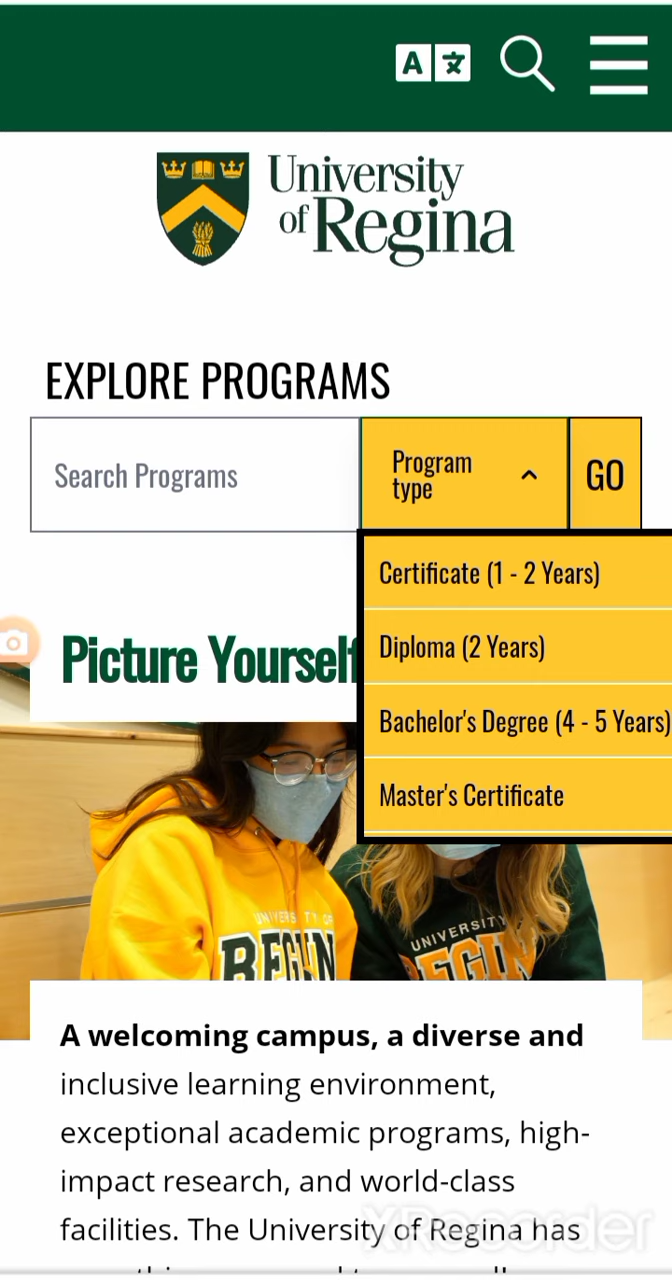 A 文
University
of Regina
EXPLORE PROGRAMS
Search Programs
Program
type
GO
Certificate (1 - 2 Years)
Diploma (2 Years)
Bachelor's Degree (4 - 5 Years)
Master's Certificate
Picture Yourself
UNIVERSITY OF
REGIN
UNIVERSITY
REGIN
A welcoming campus, a diverse and
inclusive learning environment,
exceptional academic programs, high-
impact research, and world-class
facilities. The University of Regina has
XRecorder